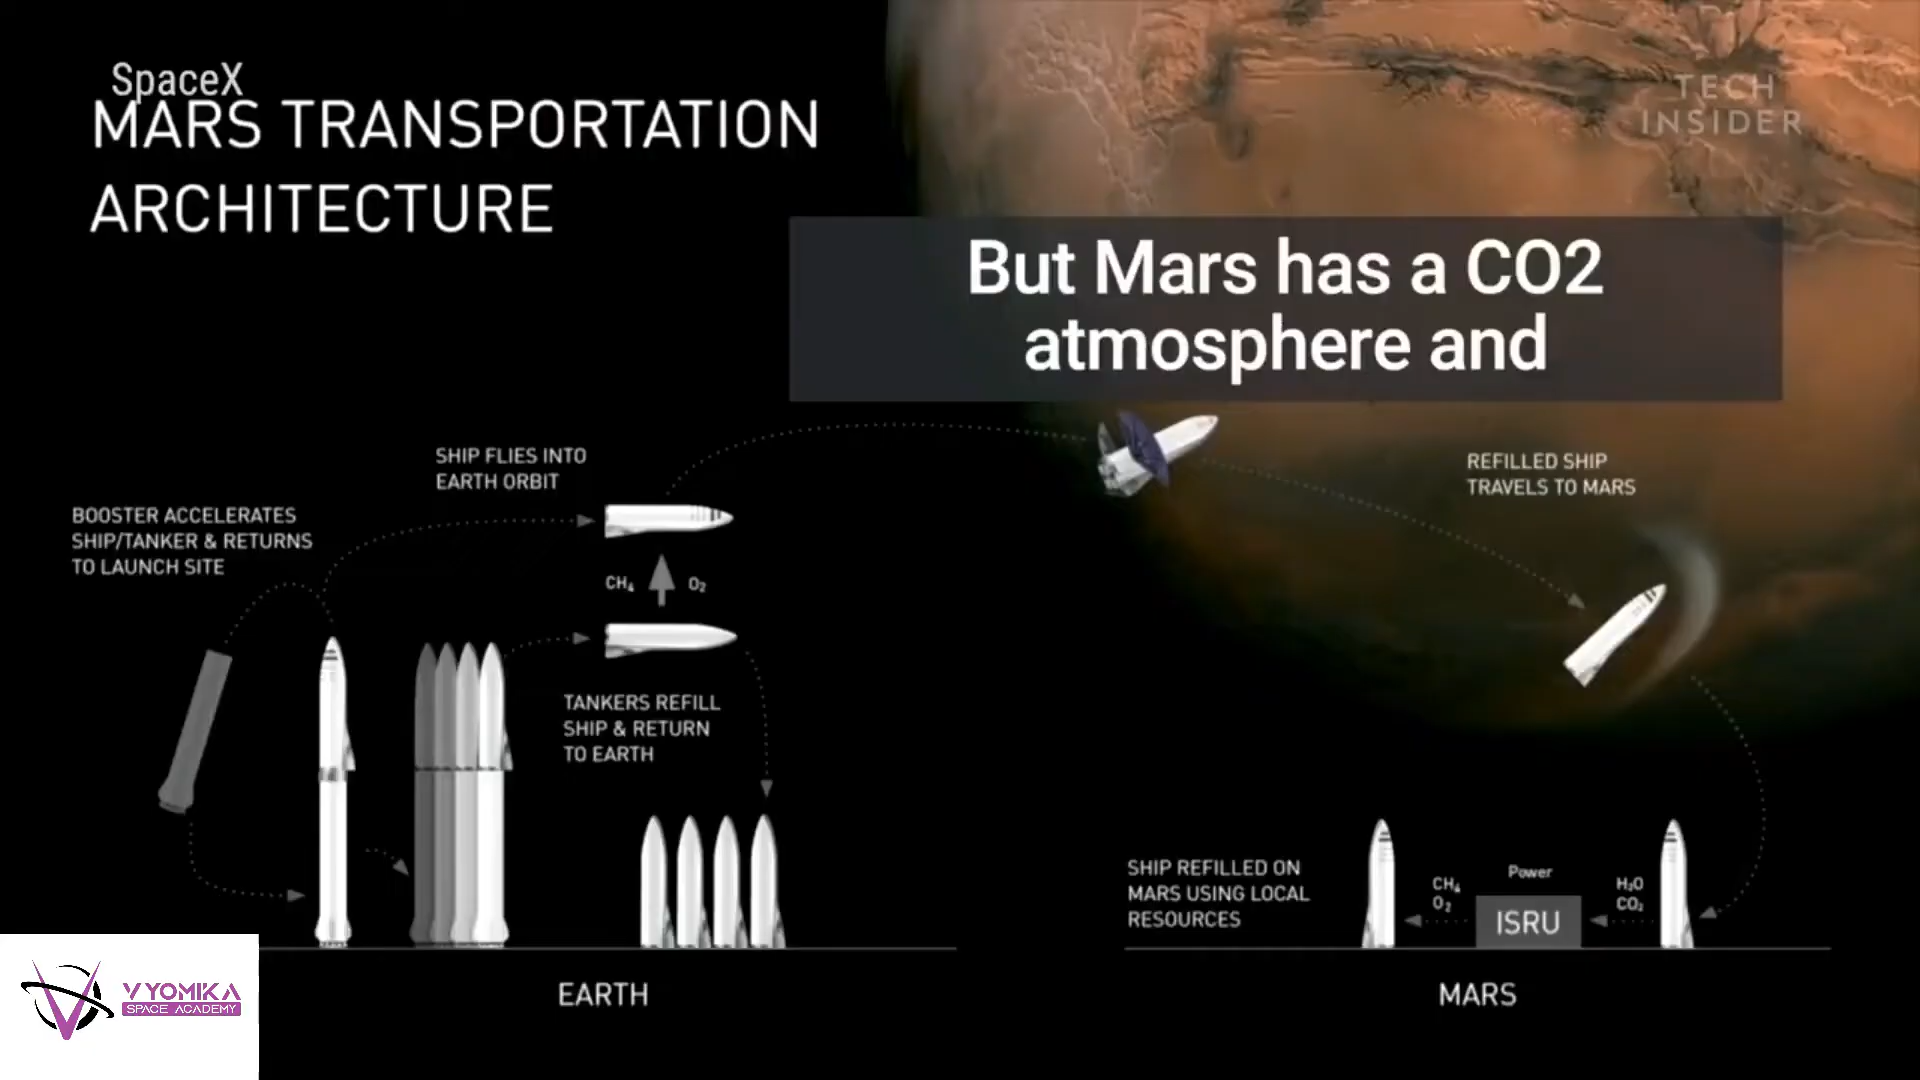 SpaceX
MARS TRANSPORTATION
ARCHITECTURE
TECH
INSIDER
But Mars has a CO2
atmosphere and
SHIP FLIES INTO
EARTH ORBIT
REFILLED SHIP
TRAVELS TO MARS
BOOSTER ACCELERATES
SHIP/TANKER & RETURNS
TO LAUNCH SITE
CH₄ O₂
TANKERS REFILL
SHIP & RETURN
TO EARTH
SHIP REFILLED ON
MARS USING LOCAL
RESOURCES
CH₄
O₂
Power
ISRU
H₂O
CO₂
EARTH
MARS
VYOMIKA
SPACE ACADEMY